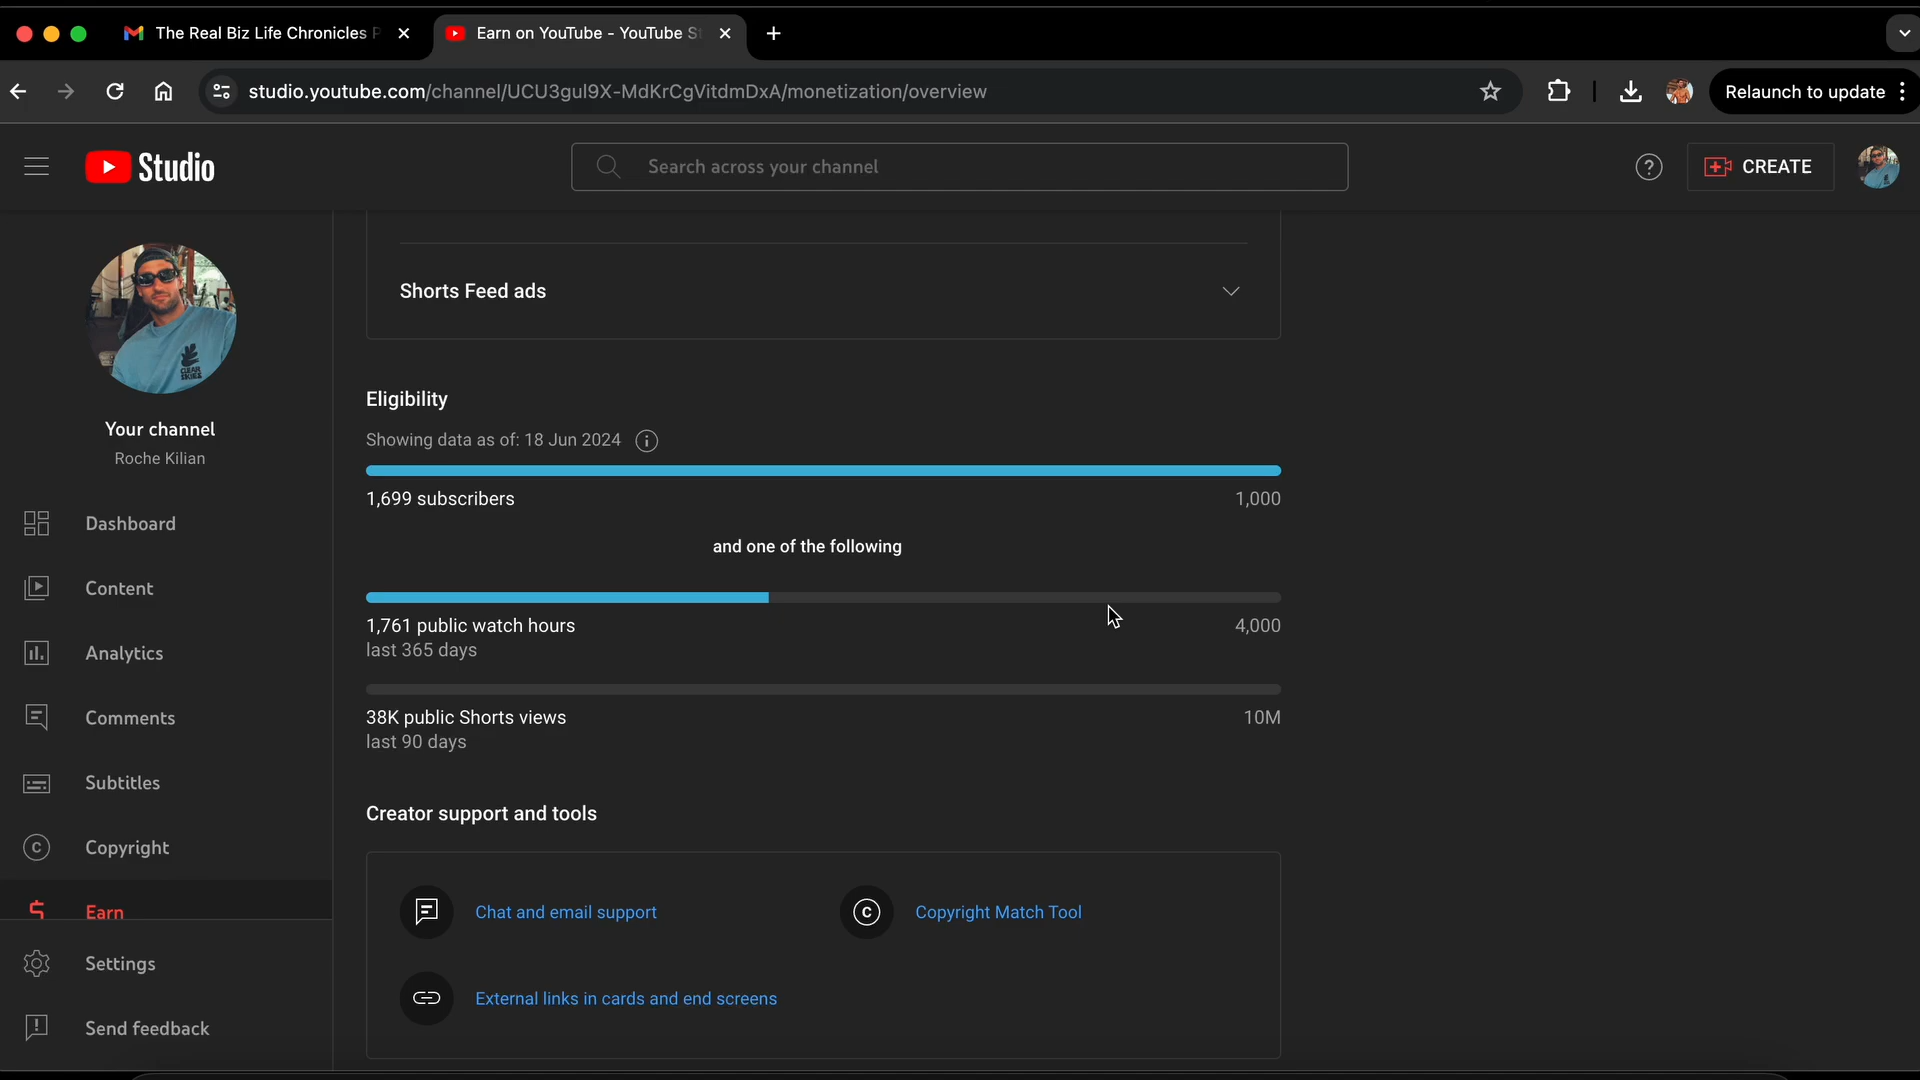 The Real Biz Life Chronicles
Earn on YouTube - YouTube S
studio.youtube.com/channel/UCU3gul9X-MdKrCgVitdmDxA/monetization/overview
Relaunch to update
Studio
Search across your channel
CREATE
Shorts Feed ads
CLEAR
SKIES
Your channel
Roche Kilian
Dashboard
Content
Analytics
Comments
Subtitles
Copyright
Earn
Settings
Send feedback
Eligibility
Showing data as of: 18 Jun 2024
1,699 subscribers 1,000
and one of the following
1,761 public watch hours 4,000
last 365 days
38K public Shorts views 10M
last 90 days
Creator support and tools
Chat and email support
Copyright Match Tool
External links in cards and end screens